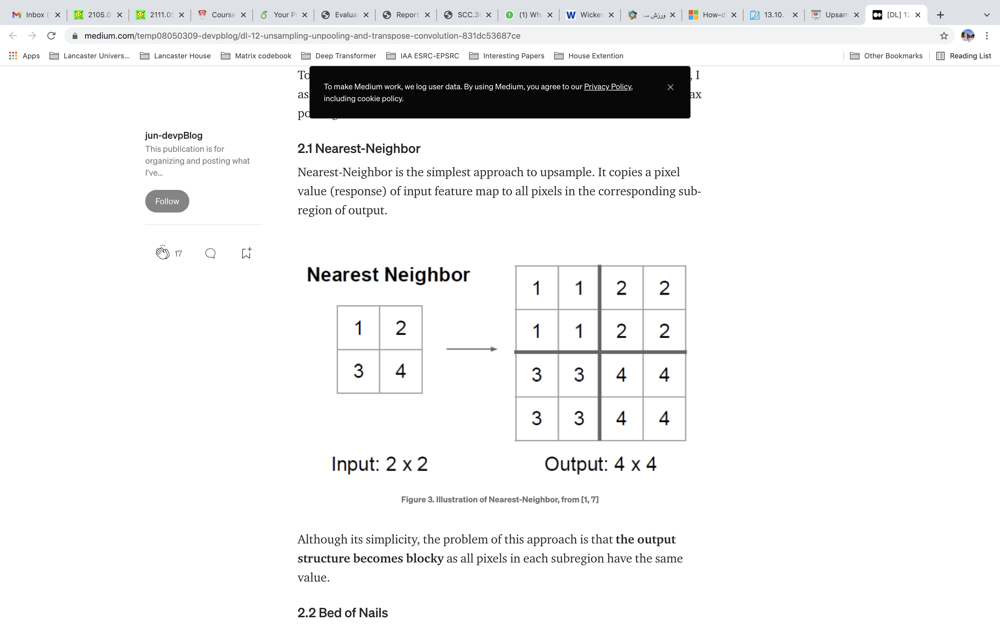 Inbox (
2105.0
2111.05
Course
Your P
Evalua
Report
SCC.3
1
(1) Wh
W
Wickes
ورزش سه
How-d
13.10.
Upsam
[DL] 12
medium.com/temp08050309-devpblog/dl-12-unsampling-unpooling-and-transpose-convolution-831dc53687ce
Apps
Lancaster Univers...
Lancaster House
Matrix codebook
Deep Transformer
IAA ESRC-EPSRC
Interesting Papers
House Extention
Other Bookmarks
Reading List
To
, I
as
ax
po
To make Medium work, we log user data. By using Medium, you agree to our Privacy Policy,
including cookie policy.
jun-devpBlog
This publication is for
organizing and posting what
I've...
Follow
17
2.1 Nearest-Neighbor
Nearest-Neighbor is the simplest approach to upsample. It copies a pixel
value (response) of input feature map to all pixels in the corresponding sub-
region of output.
Nearest Neighbor
1 2
3 4
Input: 2 x 2
1 1 2 2
1 1 2 2
3 3 4 4
3 3 4 4
Output: 4 x 4
Figure 3. Illustration of Nearest-Neighbor, from [1, 7]
Although its simplicity, the problem of this approach is that the output
structure becomes blocky as all pixels in each subregion have the same
value.
2.2 Bed of Nails